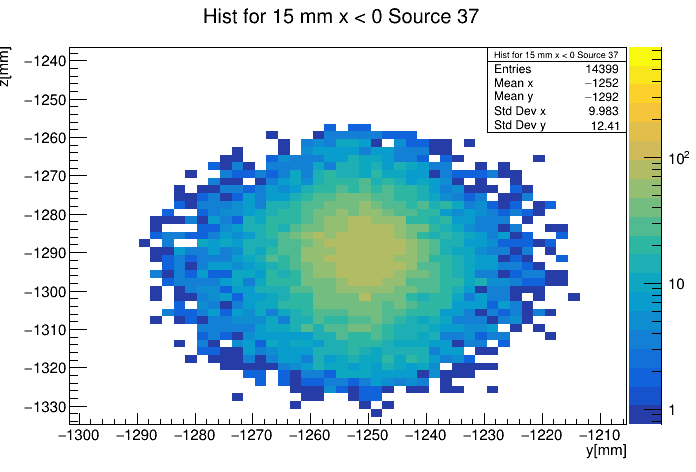 Hist for 15 mm x < 0 Source 37
z[mm]
Hist for 15 mm x < 0 Source 37
Entries 14399
Mean x −1252
Mean y −1292
Std Dev x 9.983
Std Dev y 12.41
−1240
−1250
−1260
−1270
−1280
−1290
−1300
−1310
−1320
−1330
10²
10
1
−1300 −1290 −1280 −1270 −1260 −1250 −1240 −1230 −1220 −1210
y[mm]